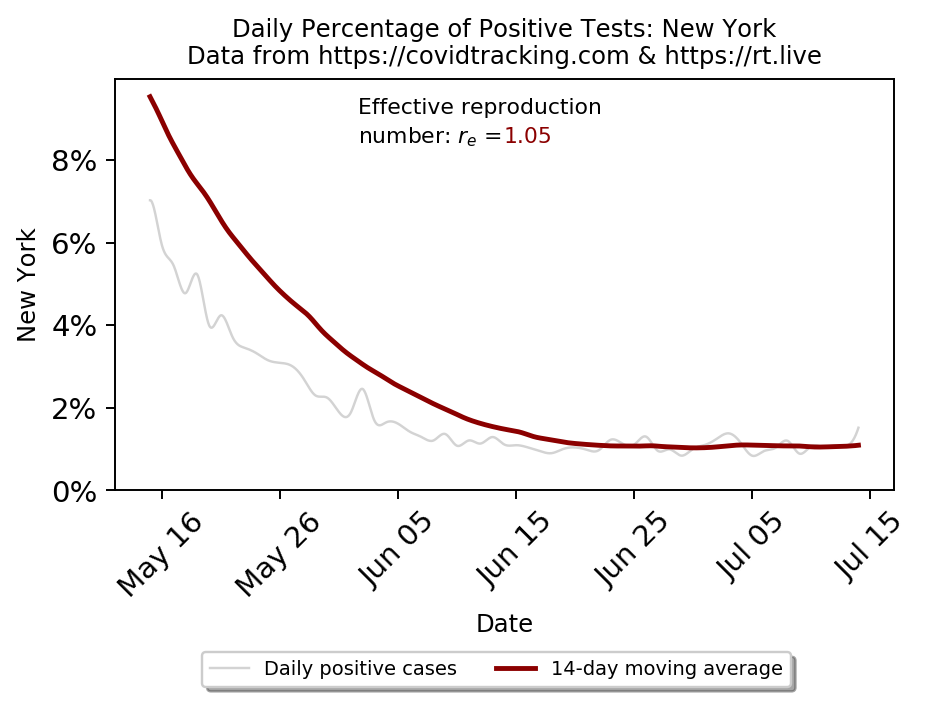 Daily Percentage of Positive Tests: New York
Data from https://covidtracking.com & https://rt.live
Effective reproduction
number: rₑ =1.05
8%
6%
4%
2%
0%
New York
May 16
May 26
Jun 05
Jun 15
Jun 25
Jul 05
Jul 15
Date
Daily positive cases
14-day moving average